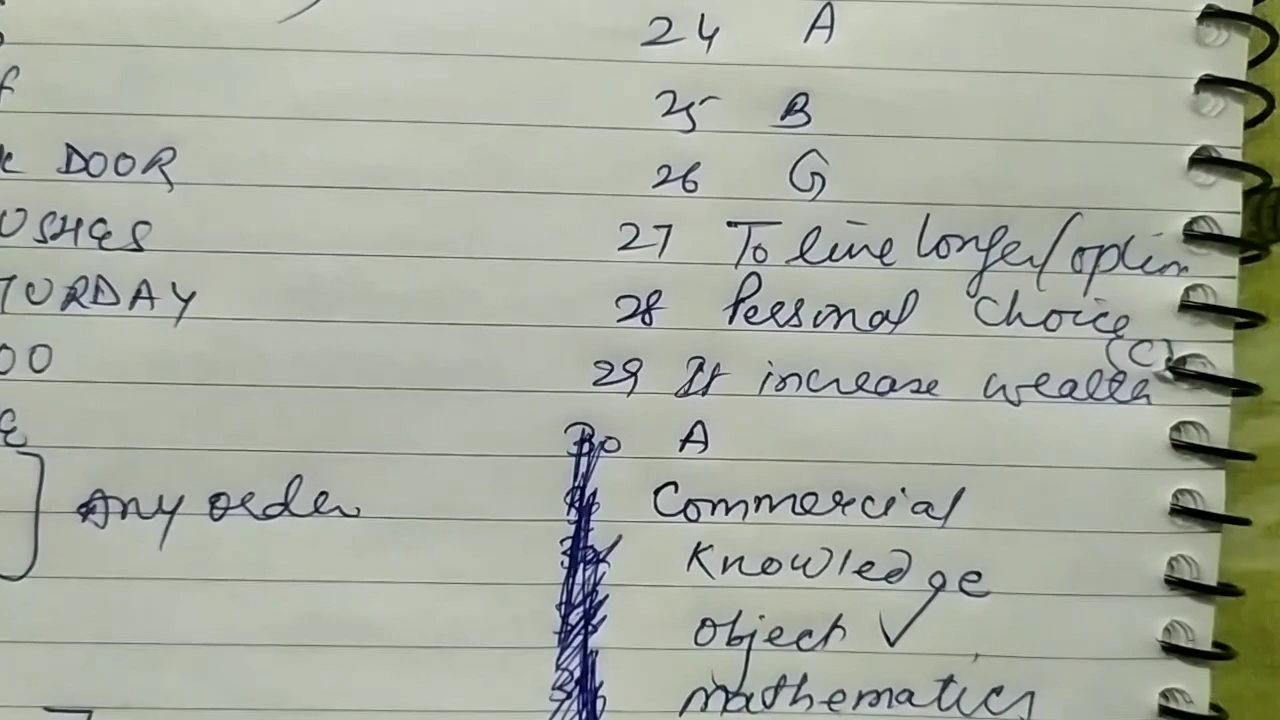 24 A
25 B
DOOR
26 G
USHES
27 To live longer/optim
TURDAY
28 Personal Choice
(C)
00
29 It increase wealth
30 A
Any order
Commercial
Knowledge
object ✓
mathematics